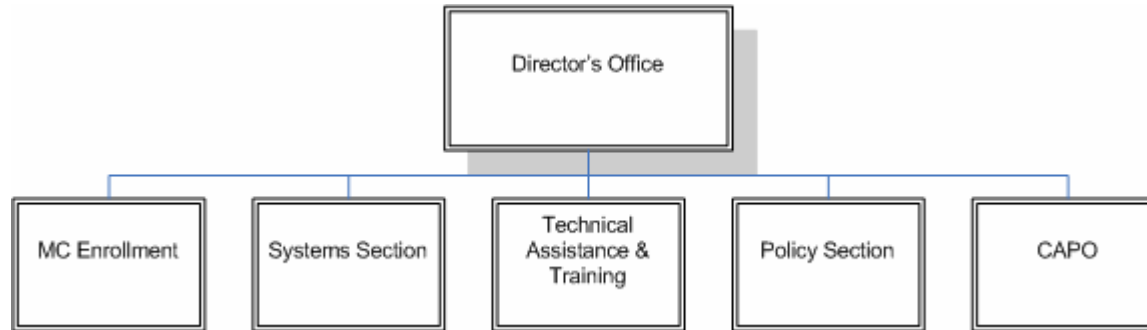 Director's Office
MC Enrollment
Systems Section
Technical
Assistance &
Training
Policy Section
CAPO